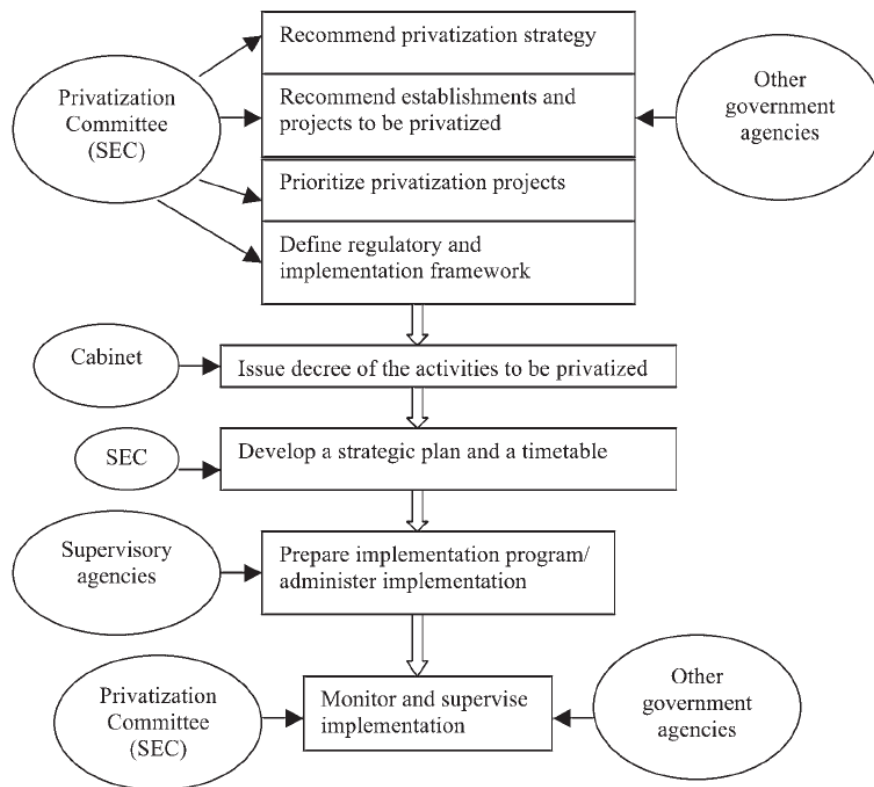 Recommend privatization strategy
Privatization
Committee
(SEC)
Recommend establishments and
projects to be privatized
Other
government
agencies
Prioritize privatization projects
Define regulatory and
implementation framework
Cabinet
Issue decree of the activities to be privatized
SEC
Develop a strategic plan and a timetable
Supervisory
agencies
Prepare implementation program/
administer implementation
Privatization
Committee
(SEC)
Monitor and supervise
implementation
Other
government
agencies